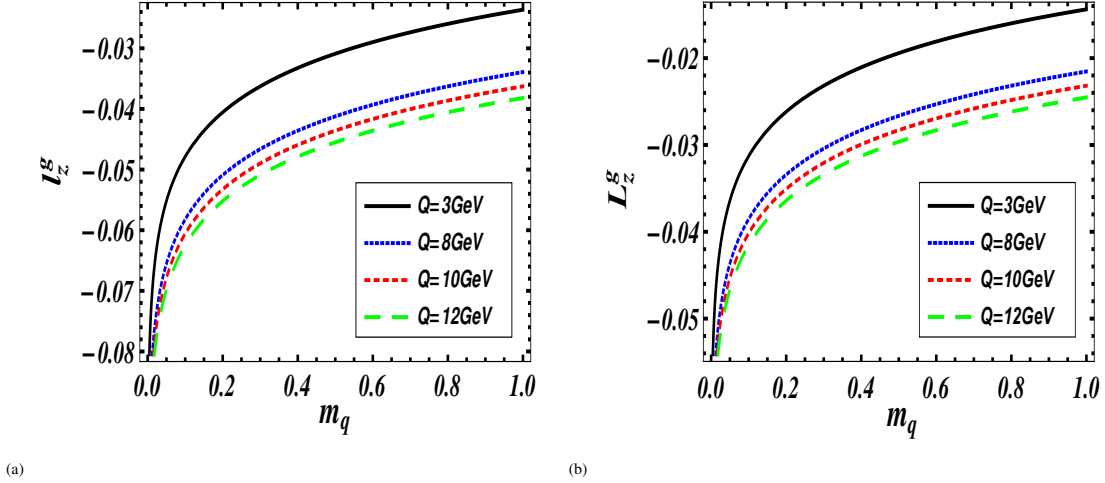 −0.03
−0.04
−0.05
−0.06
−0.07
−0.08
l_z^g
Q= 3GeV
Q= 8GeV
Q= 10GeV
Q= 12GeV
0.0 0.2 0.4 0.6 0.8 1.0
m_q
(a)
−0.02
−0.03
−0.04
−0.05
L_z^g
Q= 3GeV
Q= 8GeV
Q= 10GeV
Q= 12GeV
0.0 0.2 0.4 0.6 0.8 1.0
m_q
(b)